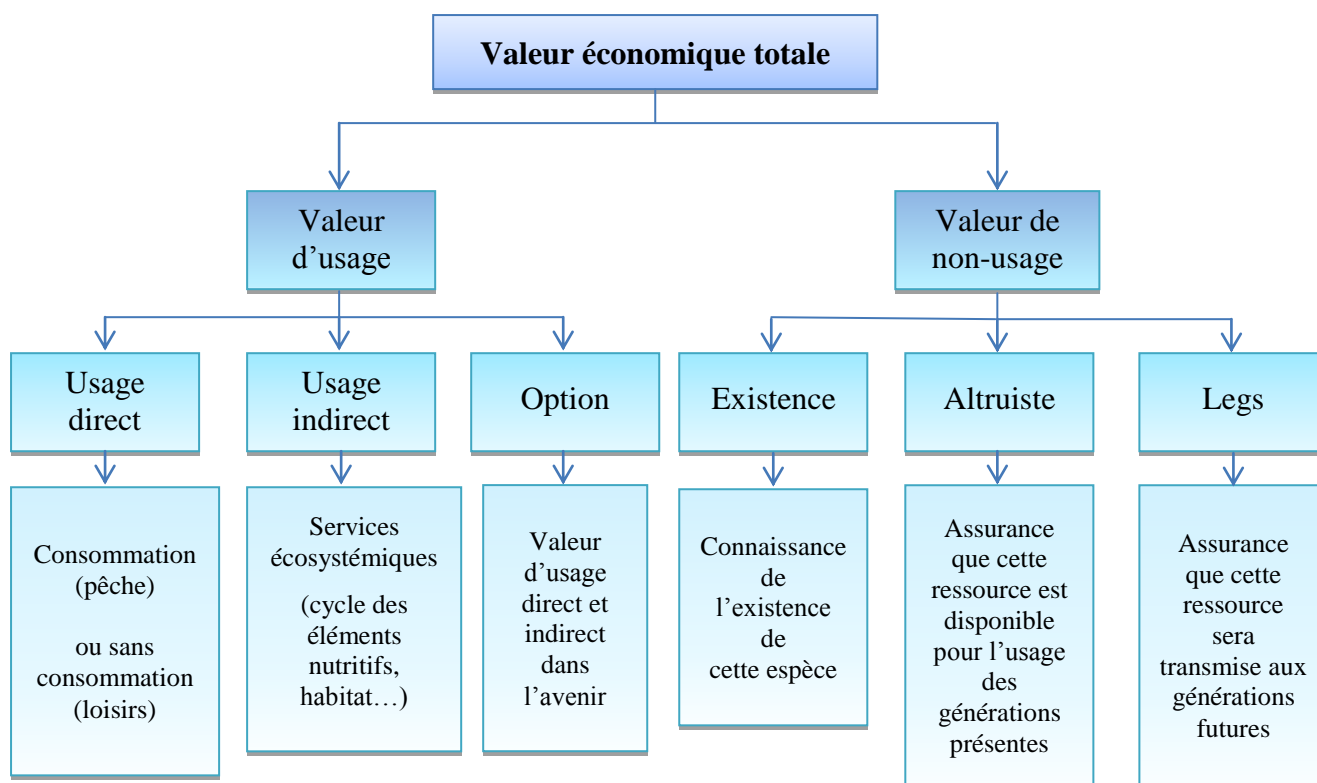 Valeur économique totale
Valeur
d’usage
Valeur de
non-usage
Usage
direct
Usage
indirect
Option
Existence
Altruiste
Legs
Consommation
(pêche)
ou sans
consommation
(loisirs)
Services
écosystémiques
(cycle des
éléments
nutritifs,
habitat…)
Valeur
d’usage
direct et
indirect
dans
l’avenir
Connaissance
de
l’existence
de
cette espèce
Assurance
que cette
ressource est
disponible
pour l’usage
des
générations
présentes
Assurance
que cette
ressource
sera
transmise aux
générations
futures